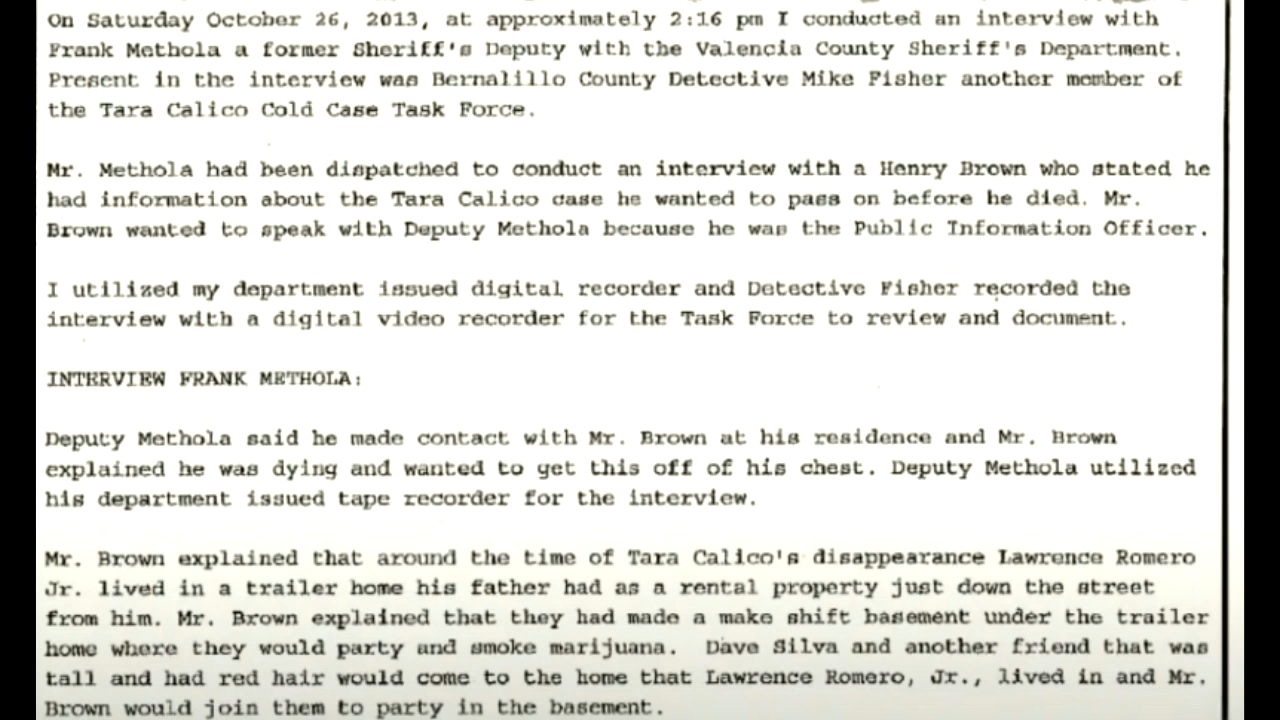 On Saturday October 26, 2013, at approximately 2:16 pm I conducted an interview with
Frank Methola a former Sheriff's Deputy with the Valencia County Sheriff's Department.
Present in the interview was Bernalillo County Detective Mike Fisher another member of
the Tara Calico Cold Case Task Force.
Mr. Methola had been dispatched to conduct an interview with a Henry Brown who stated he
had information about the Tara Calico case he wanted to pass on before he died. Mr.
Brown wanted to speak with Deputy Methola because he was the Public Information Officer.
I utilized my department issued digital recorder and Detective Fisher recorded the
interview with a digital video recorder for the Task Force to review and document.
INTERVIEW FRANK METHOLA:
Deputy Methola said he made contact with Mr. Brown at his residence and Mr. Brown
explained he was dying and wanted to get this off of his chest. Deputy Methola utilized
his department issued tape recorder for the interview.
Mr. Brown explained that around the time of Tara Calico's disappearance Lawrence Romero
Jr. lived in a trailer home his father had as a rental property just down the street
from him. Mr. Brown explained that they had made a make shift basement under the trailer
home where they would party and smoke marijuana.  Dave Silva and another friend that was
tall and had red hair would come to the home that Lawrence Romero, Jr., lived in and Mr.
Brown would join them to party in the basement.